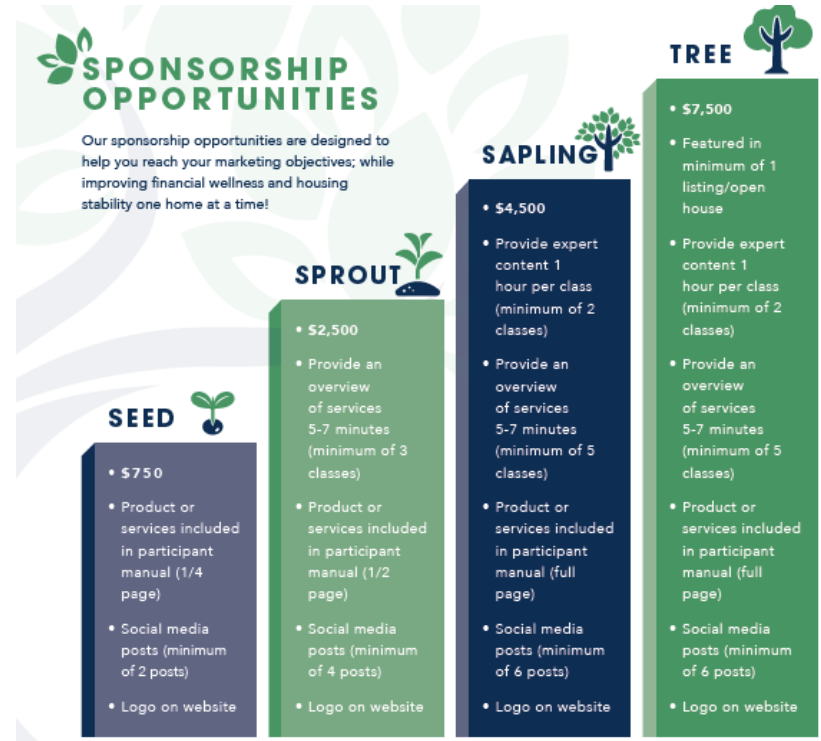 SPONSORSHIP
OPPORTUNITIES
Our sponsorship opportunities are designed to
help you reach your marketing objectives; while
improving financial wellness and housing
stability one home at a time!
SEED
• $750
• Product or
services included
in participant
manual (1/4
page)
• Social media
posts (minimum
of 2 posts)
• Logo on website
SPROUT
• $2,500
• Provide an
overview
of services
5-7 minutes
(minimum of 3
classes)
• Product or
services included
in participant
manual (1/2
page)
• Social media
posts (minimum
of 4 posts)
• Logo on website
SAPLING
• $4,500
• Provide expert
content 1
hour per class
(minimum of 2
classes)
• Provide an
overview
of services
5-7 minutes
(minimum of 5
classes)
• Product or
services included
in participant
manual (full
page)
• Social media
posts (minimum
of 6 posts)
• Logo on website
TREE
• $7,500
• Featured in
minimum of 1
listing/open
house
• Provide expert
content 1
hour per class
(minimum of 2
classes)
• Provide an
overview
of services
5-7 minutes
(minimum of 5
classes)
• Product or
services included
in participant
manual (full
page)
• Social media
posts (minimum
of 6 posts)
• Logo on website